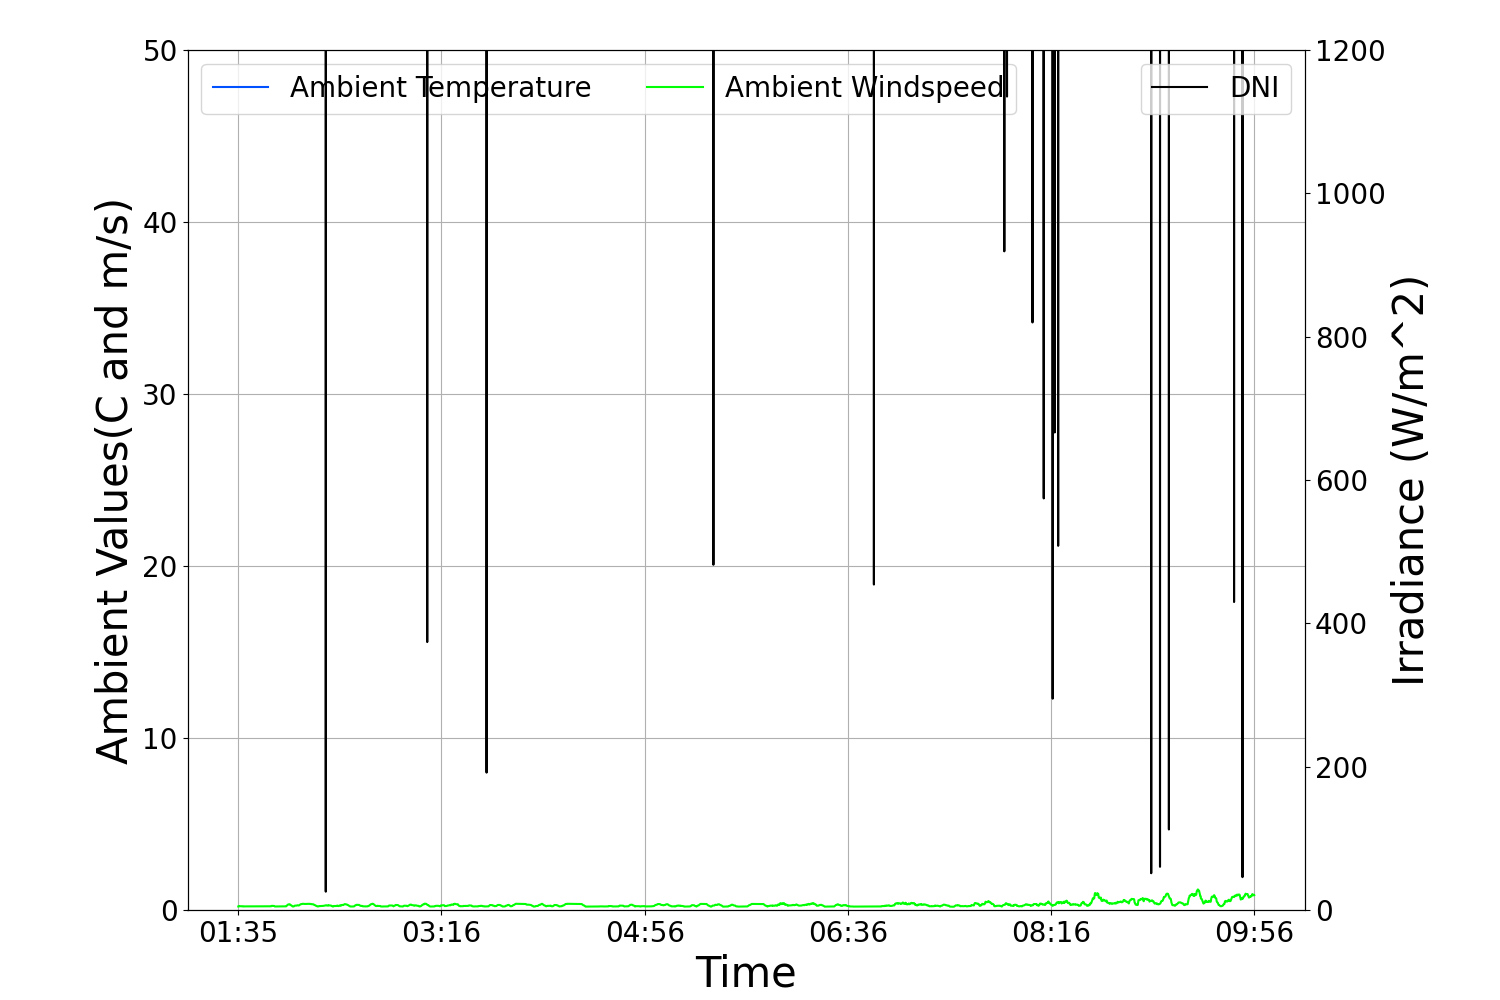 Ambient Temperature
Ambient Windspeed
DNI
50
40
30
20
10
0
Ambient Values(C and m/s)
1200
1000
800
600
400
200
0
Irradiance (W/m^2)
01:35 03:16 04:56 06:36 08:16 09:56
Time